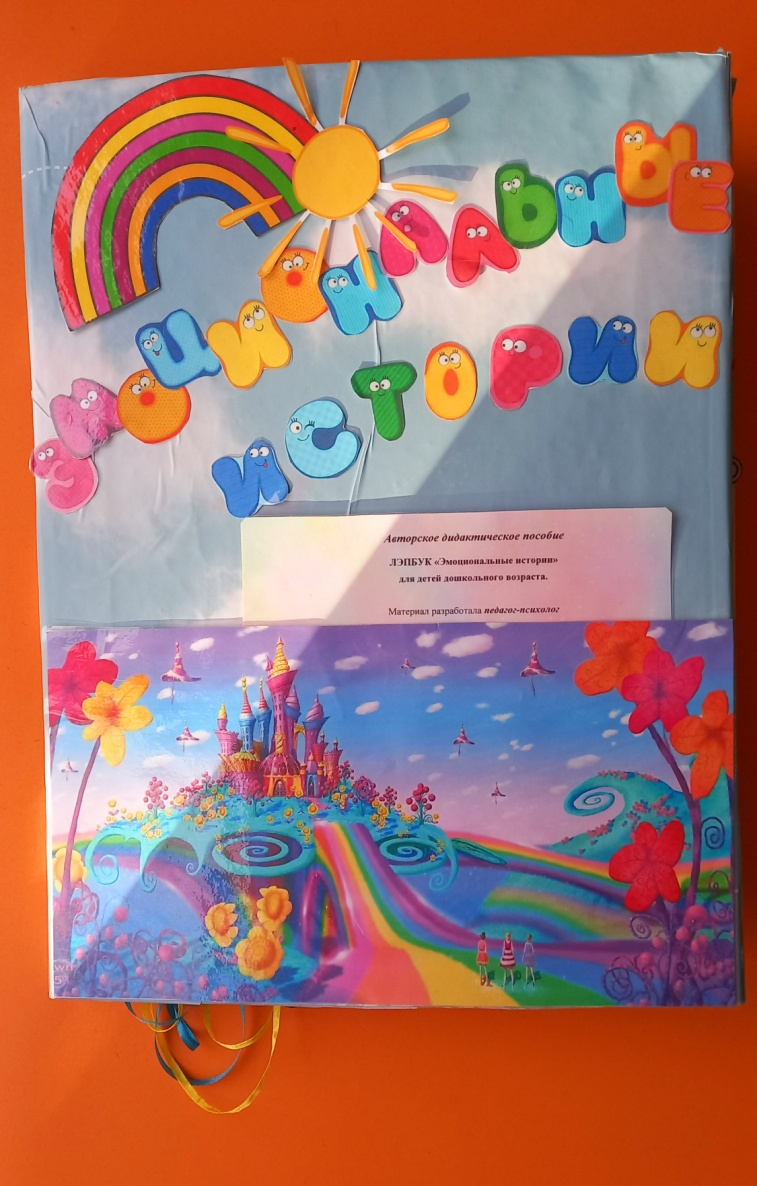 ЭМОЦИОНАЛЬНЫЕ
ИСТОРИИ
Авторское дидактическое пособие
ЛЭПБУК «Эмоциональные истории»
для детей дошкольного возраста.
Материал разработала педагог-психолог